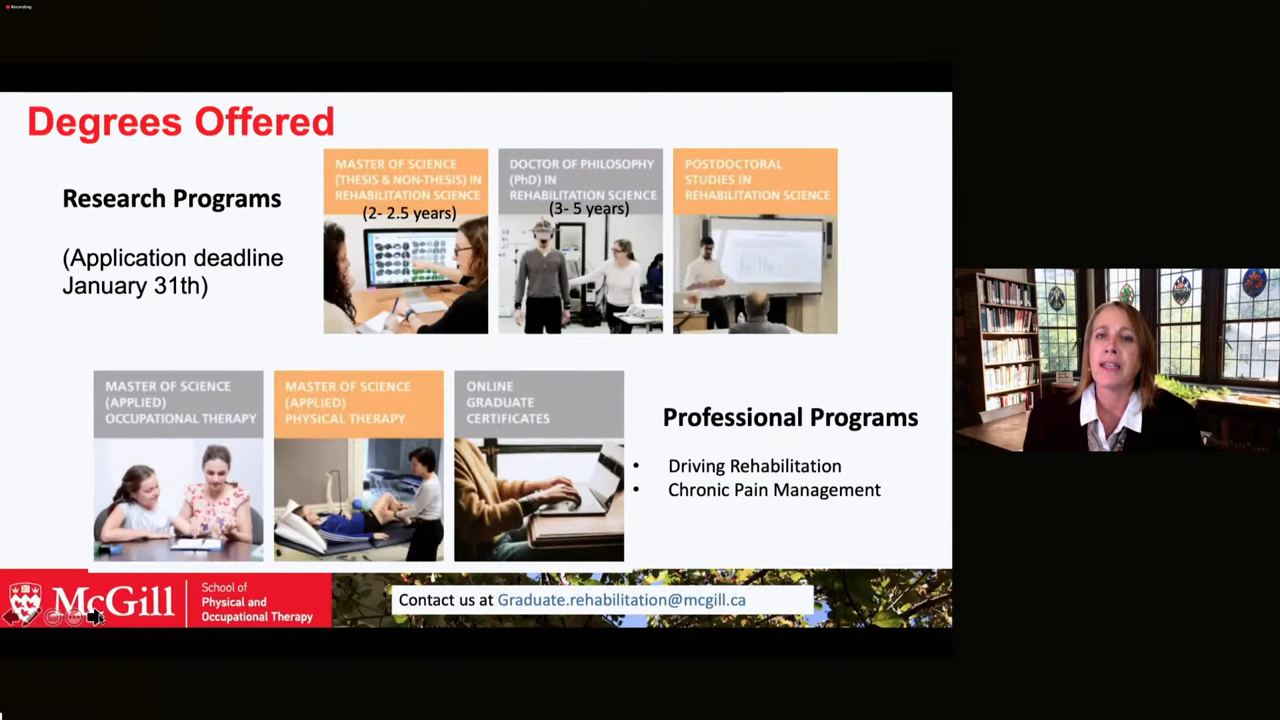 Recording
Degrees Offered
Research Programs
(Application deadline
January 31th)
MASTER OF SCIENCE
(THESIS & NON-THESIS) IN
REHABILITATION SCIENCE
(2- 2.5 years)
DOCTOR OF PHILOSOPHY
(PhD) IN
REHABILITATION SCIENCE
(3- 5 years)
POSTDOCTORAL
STUDIES IN
REHABILITATION SCIENCE
MASTER OF SCIENCE
(APPLIED)
OCCUPATIONAL THERAPY
MASTER OF SCIENCE
(APPLIED)
PHYSICAL THERAPY
ONLINE
GRADUATE
CERTIFICATES
Professional Programs
• Driving Rehabilitation
• Chronic Pain Management
McGill
School of
Physical and
Occupational Therapy
Contact us at Graduate.rehabilitation@mcgill.ca